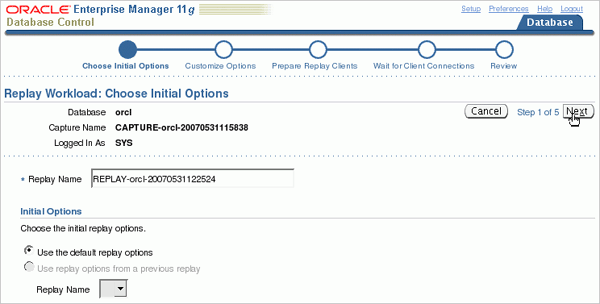 ORACLE Enterprise Manager 11g
Database Control
Setup Preferences Help Logout
Database
Choose Initial Options Customize Options Prepare Replay Clients Wait for Client Connections Review
Replay Workload: Choose Initial Options
Database orcl
Capture Name CAPTURE-orcl-20070531115838
Logged In As SYS
Cancel Step 1 of 5 Next
* Replay Name REPLAY-orcl-20070531122524
Initial Options
Choose the initial replay options.
Use the default replay options
Use replay options from a previous replay
Replay Name